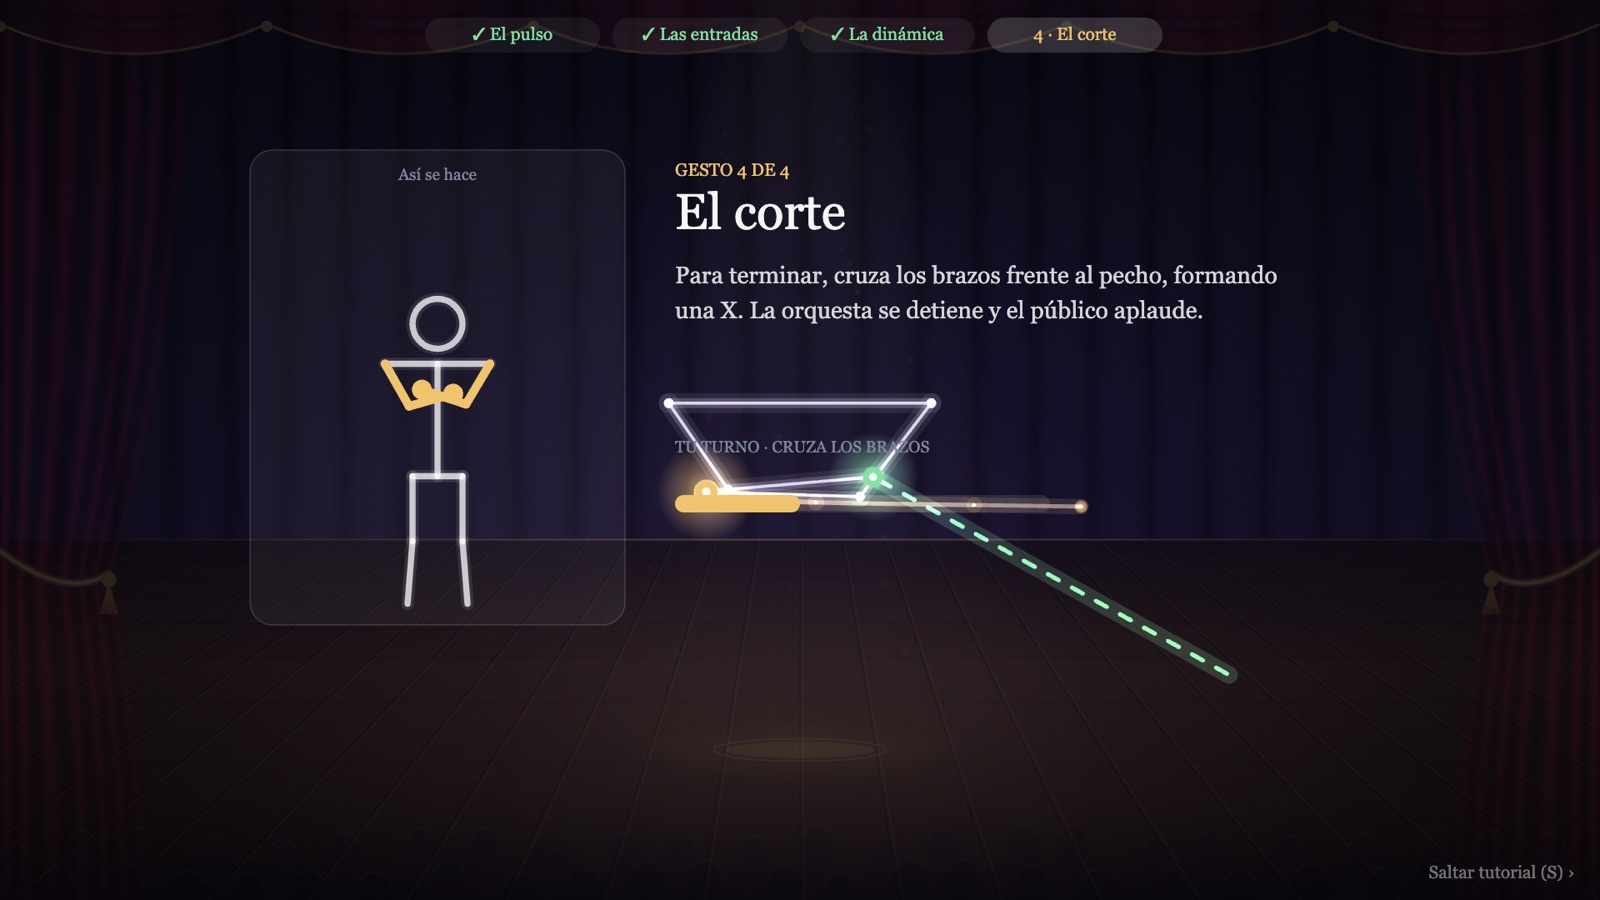 ✓ El pulso
✓ Las entradas
✓ La dinámica
4 · El corte
Así se hace
GESTO 4 DE 4
El corte
Para terminar, cruza los brazos frente al pecho, formando
una X. La orquesta se detiene y el público aplaude.
TU TURNO · CRUZA LOS BRAZOS
Saltar tutorial (S) ›